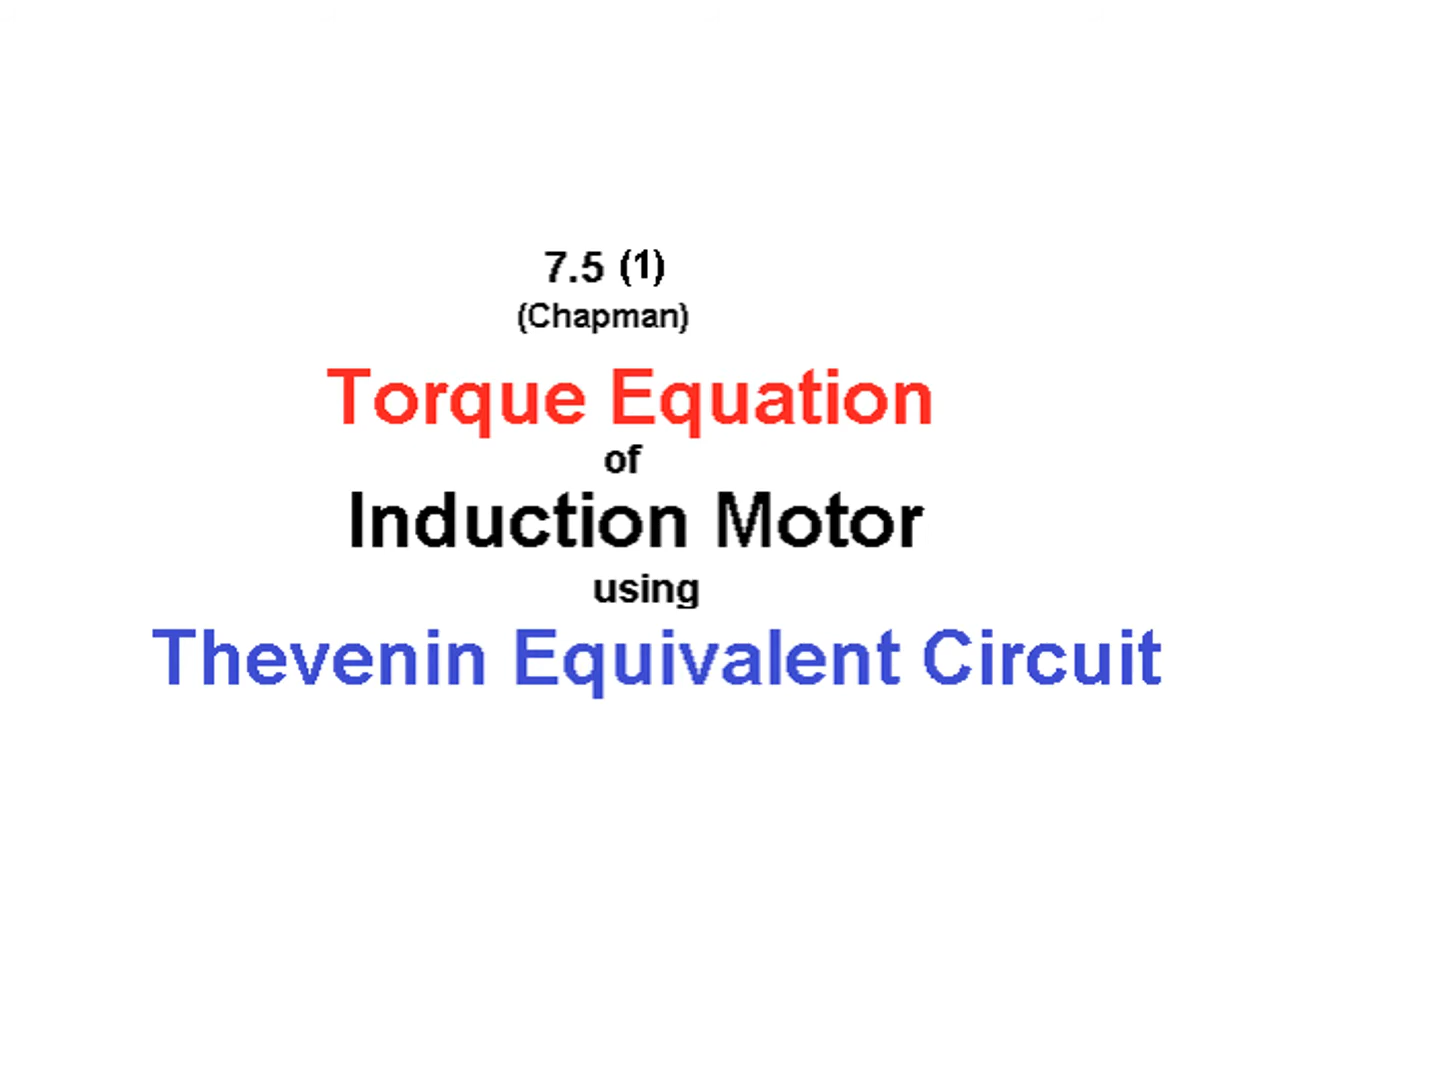 7.5 (1)
(Chapman)
Torque Equation
of
Induction Motor
using
Thevenin Equivalent Circuit